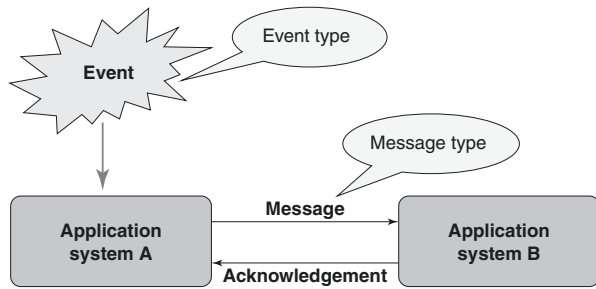 Event type
Event
Message type
Message
Application
system A
Application
system B
Acknowledgement